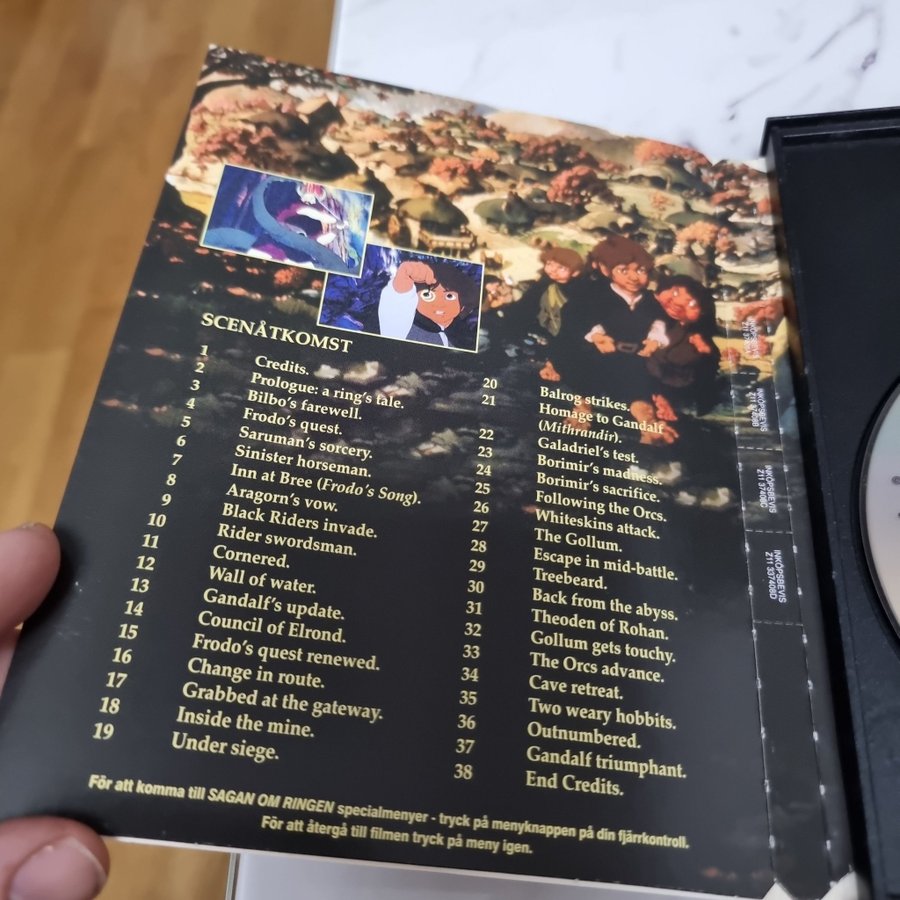 SCENÅTKOMST
1 Credits.
2 Prologue: a ring's tale.
3 Bilbo's farewell.
4 Frodo's quest.
5 Saruman's sorcery.
6 Sinister horseman.
7 Inn at Bree (Frodo's Song).
8 Aragorn's vow.
9 Black Riders invade.
10 Rider swordsman.
11 Cornered.
12 Wall of water.
13 Gandalf's update.
14 Council of Elrond.
15 Frodo's quest renewed.
16 Change in route.
17 Grabbed at the gateway.
18 Inside the mine.
19 Under siege.
20 Balrog strikes.
21 Homage to Gandalf
(Mithrandir).
22 Galadriel's test.
23 Borimir's madness.
24 Borimir's sacrifice.
25 Following the Orcs.
26 Whiteskins attack.
27 The Gollum.
28 Escape in mid-battle.
29 Treebeard.
30 Back from the abyss.
31 Theoden of Rohan.
32 Gollum gets touchy.
33 The Orcs advance.
34 Cave retreat.
35 Two weary hobbits.
36 Outnumbered.
37 Gandalf triumphant.
38 End Credits.
För att komma till SAGAN OM RINGEN specialmenyer - tryck på menyknappen på din fjärrkontroll.
För att återgå till filmen tryck på meny igen.
INKÖPSBEVIS
INKÖPSBEVIS
INKÖPSBEVIS
INKÖPSBEVIS
Z11 337408D